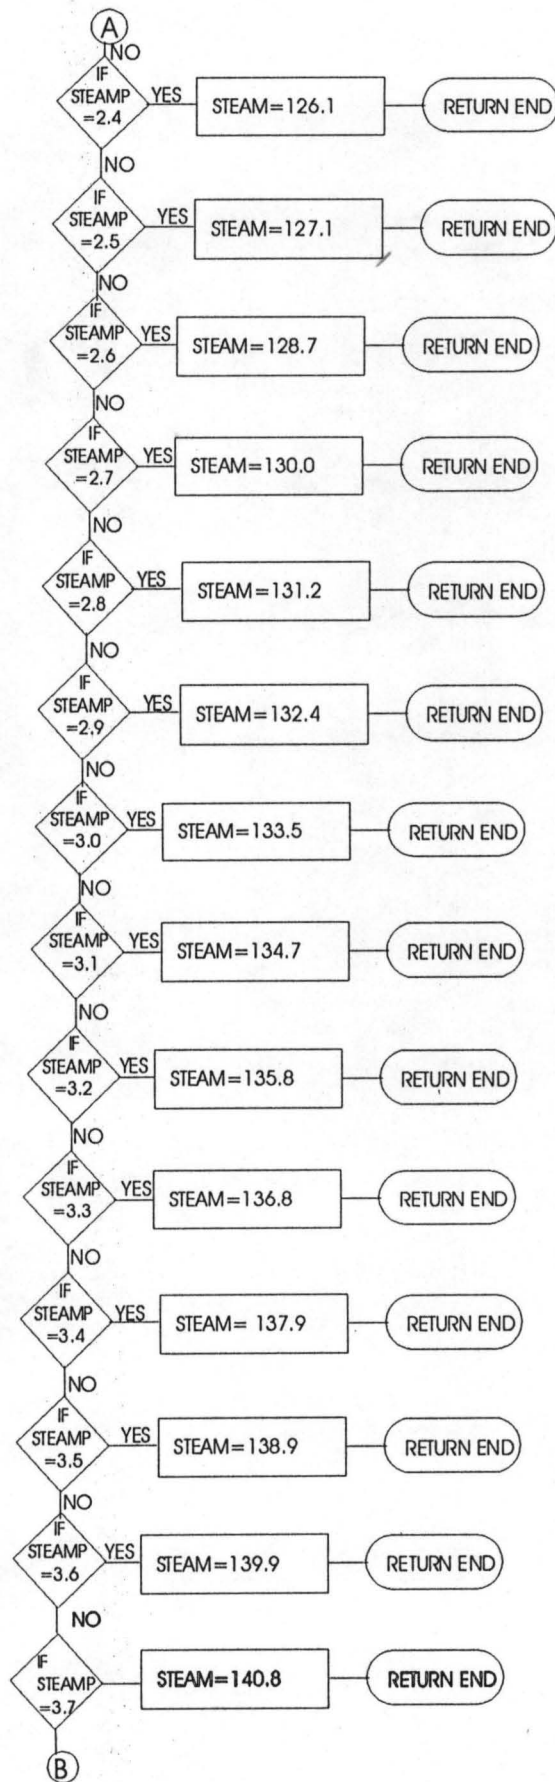 A
NO
IF
STEAMP
=2.4
YES
STEAM=126.1
RETURN END
NO
IF
STEAMP
=2.5
YES
STEAM=127.1
RETURN END
NO
IF
STEAMP
=2.6
YES
STEAM=128.7
RETURN END
NO
IF
STEAMP
=2.7
YES
STEAM=130.0
RETURN END
NO
IF
STEAMP
=2.8
YES
STEAM=131.2
RETURN END
NO
IF
STEAMP
=2.9
YES
STEAM=132.4
RETURN END
NO
IF
STEAMP
=3.0
YES
STEAM=133.5
RETURN END
NO
IF
STEAMP
=3.1
YES
STEAM=134.7
RETURN END
NO
IF
STEAMP
=3.2
YES
STEAM=135.8
RETURN END
NO
IF
STEAMP
=3.3
YES
STEAM=136.8
RETURN END
NO
IF
STEAMP
=3.4
YES
STEAM= 137.9
RETURN END
NO
IF
STEAMP
=3.5
YES
STEAM=138.9
RETURN END
NO
IF
STEAMP
=3.6
YES
STEAM=139.9
RETURN END
NO
IF
STEAMP
=3.7
STEAM=140.8
RETURN END
B